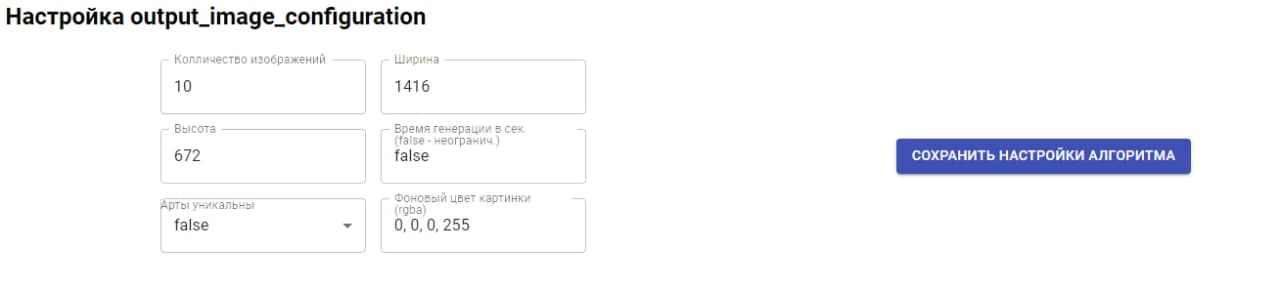 Настройка output_image_configuration
Колличество изображений
10
Ширина
1416
Высота
672
Время генерации в сек.
(false - неогранич.)
false
СОХРАНИТЬ НАСТРОЙКИ АЛГОРИТМА
Арты уникальны
false
Фоновый цвет картинки
(rgba)
0, 0, 0, 255